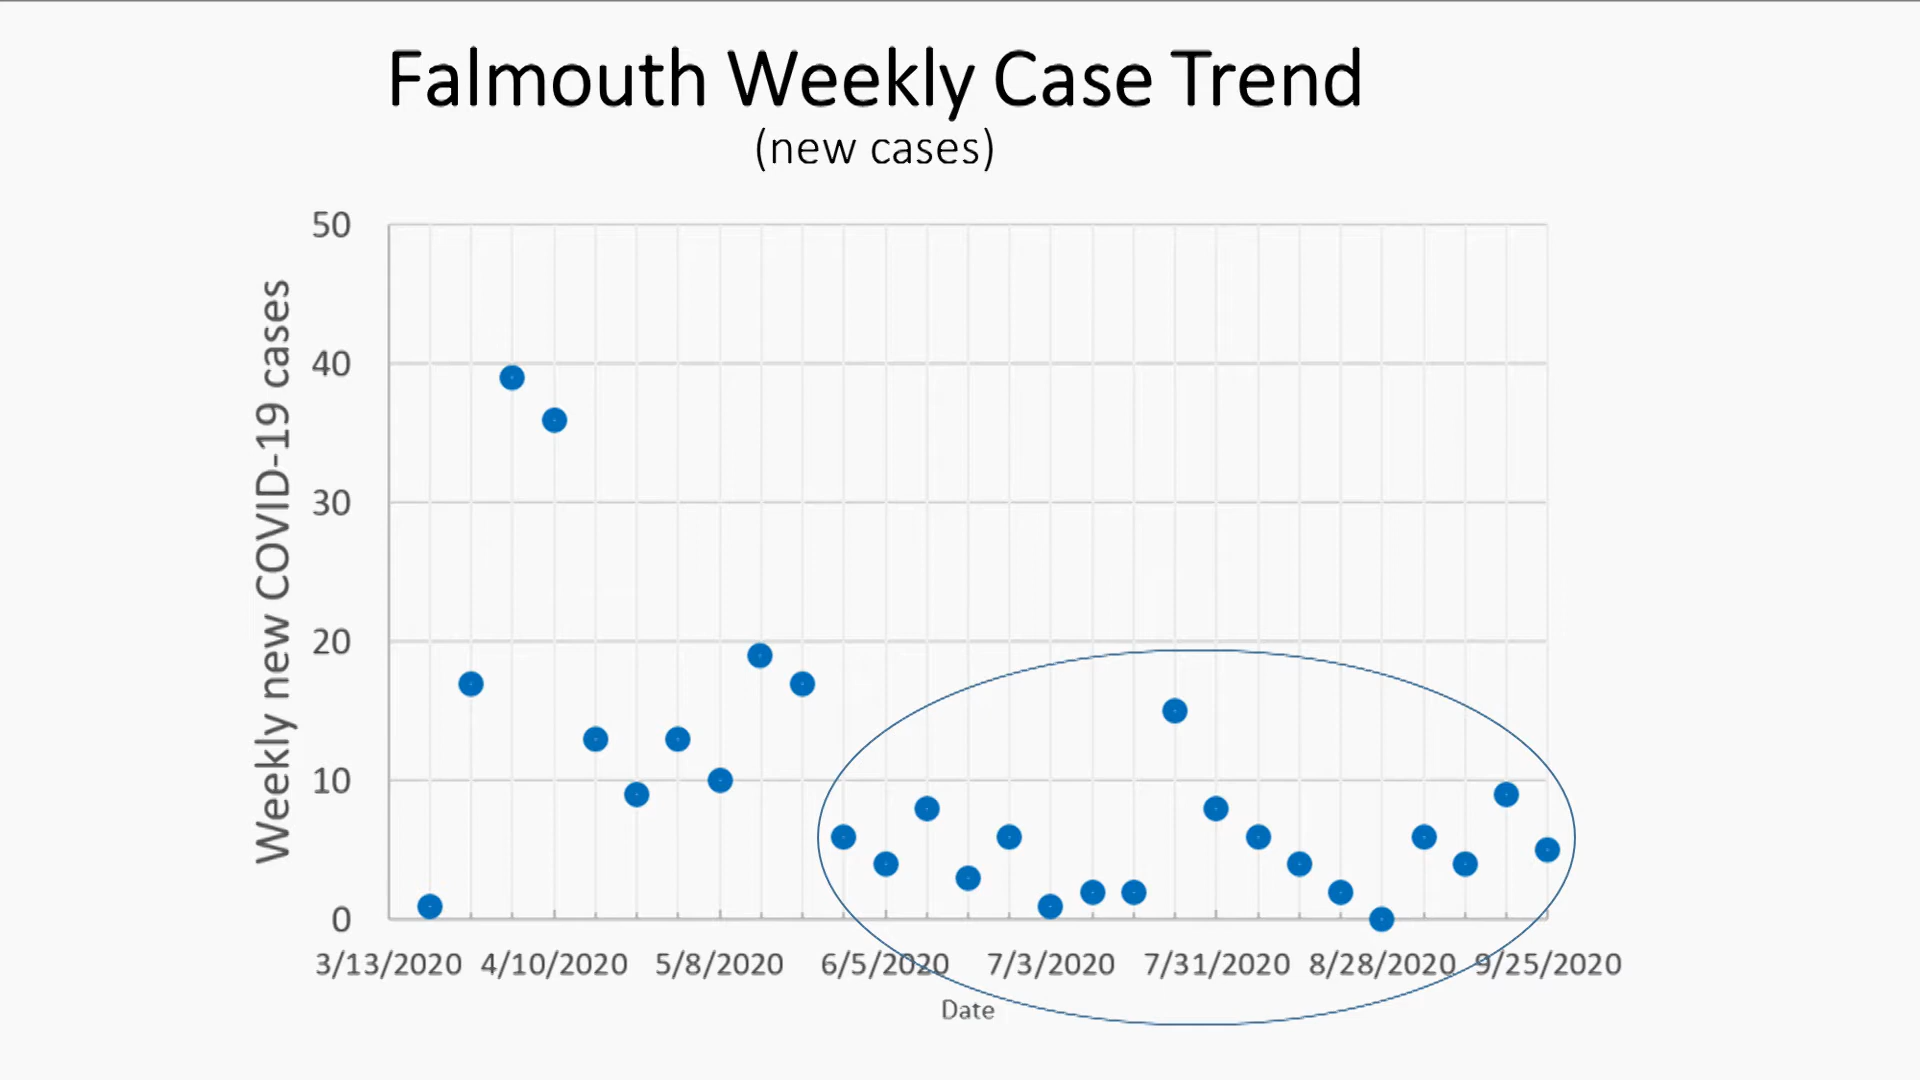 Falmouth Weekly Case Trend
(new cases)
Weekly new COVID-19 cases
50
40
30
20
10
0
3/13/2020 4/10/2020 5/8/2020 6/5/2020 7/3/2020 7/31/2020 8/28/2020 9/25/2020
Date